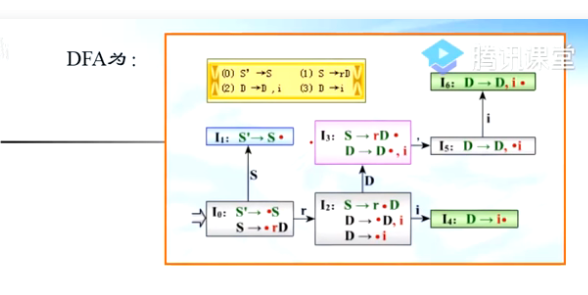 DFA为：
腾讯课堂
(0) S' →S (1) S →rD
(2) D →D ,i (3) D →i
I₆: D → D, i •
I₁: S'→ S •
I₃: S → rD •
D → D•, i
,
I₅: D → D, •i
i
S
D
I₀: S'→ •S
S →• rD
r
I₂: S → r • D
D → •D, i
D → • i
i
I₄: D → i•